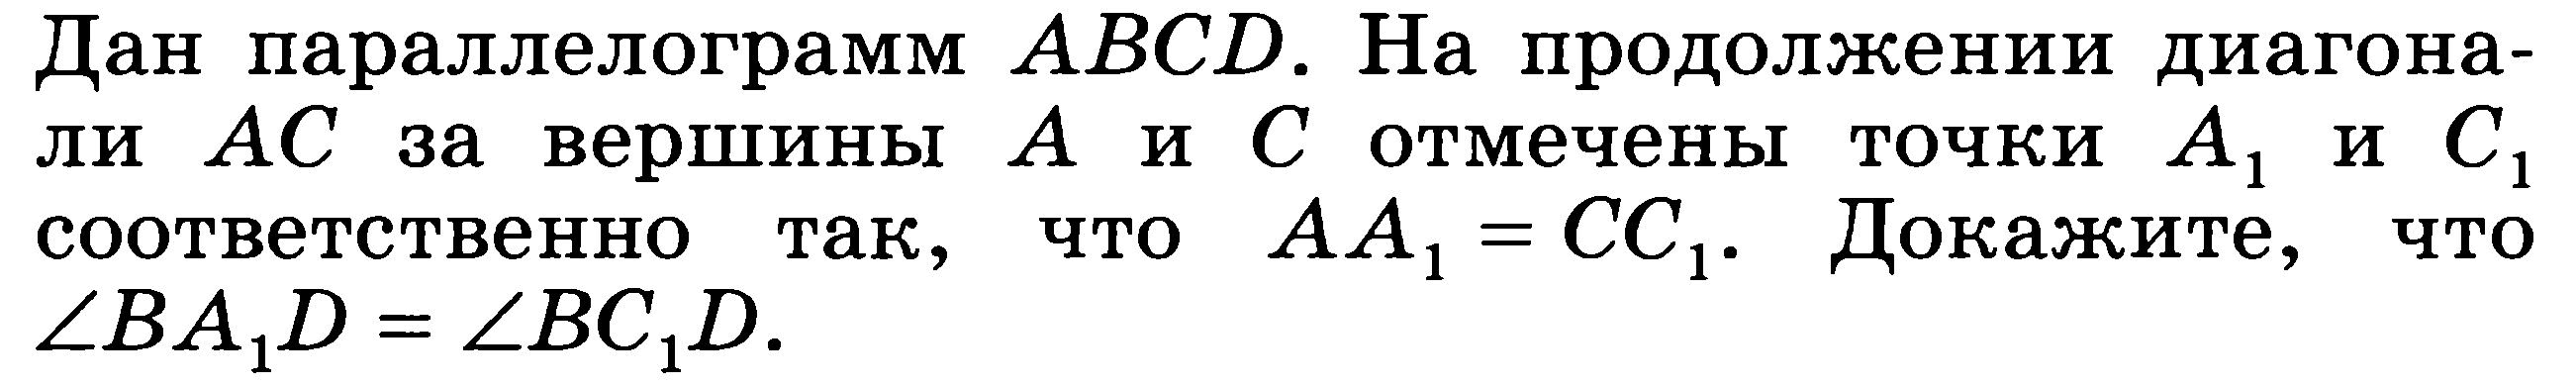 Дан параллелограмм ABCD. На продолжении диагона-
ли AC за вершины A и C отмечены точки A₁ и C₁
соответственно так, что AA₁ = CC₁. Докажите, что
∠BA₁D = ∠BC₁D.